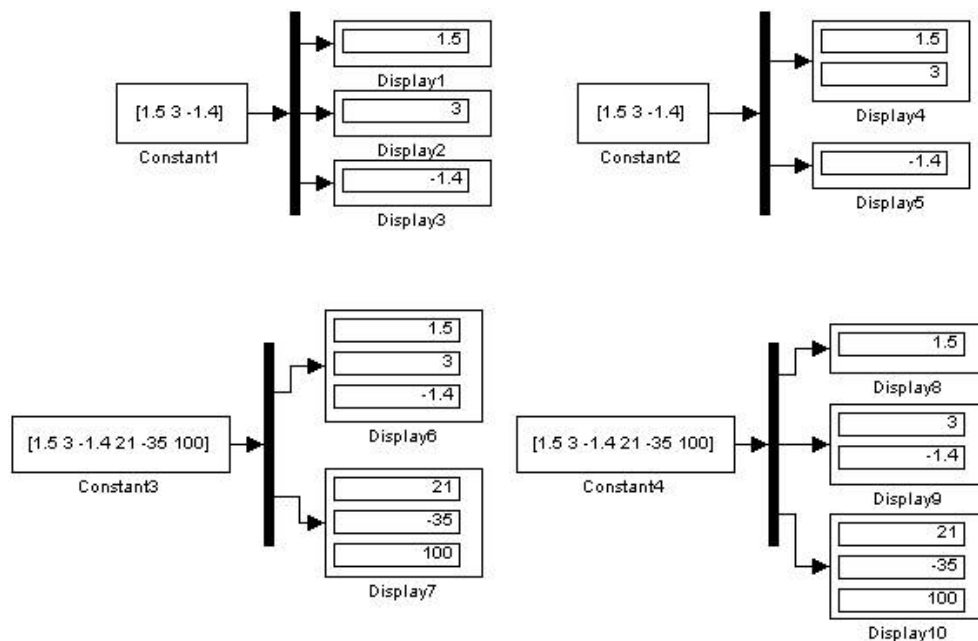 1.5
Display1
[1.5 3 -1.4]
Constant1
3
Display2
-1.4
Display3
1.5
3
Display4
[1.5 3 -1.4]
Constant2
-1.4
Display5
1.5
3
-1.4
Display6
[1.5 3 -1.4 21 -35 100]
Constant3
21
-35
100
Display7
1.5
Display8
[1.5 3 -1.4 21 -35 100]
Constant4
3
-1.4
Display9
21
-35
100
Display10